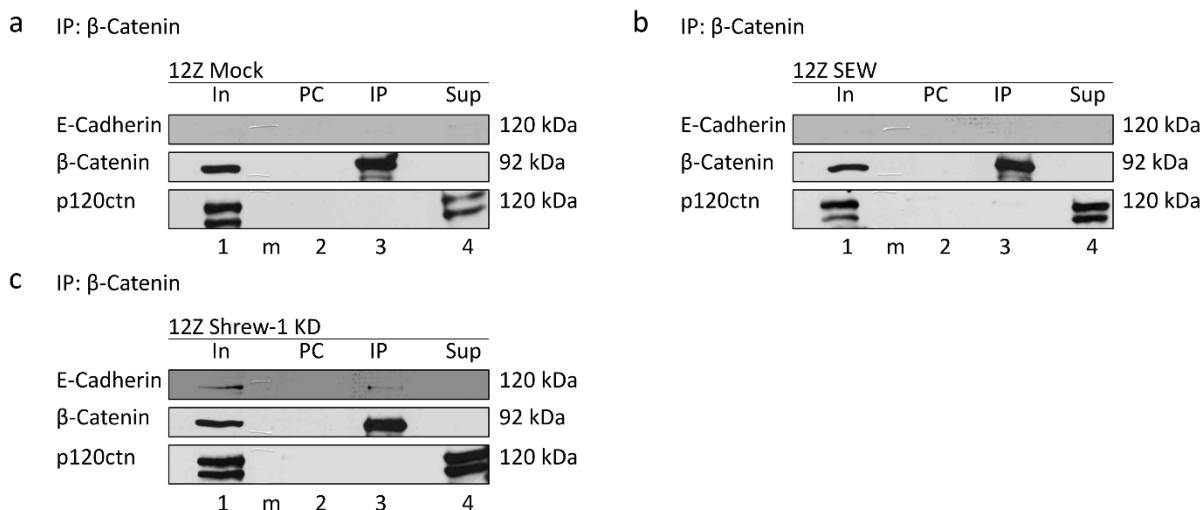 a IP: β-Catenin
12Z Mock
In PC IP Sup
E-Cadherin 120 kDa
β-Catenin 92 kDa
p120ctn 120 kDa
1 m 2 3 4
b IP: β-Catenin
12Z SEW
In PC IP Sup
E-Cadherin 120 kDa
β-Catenin 92 kDa
p120ctn 120 kDa
1 m 2 3 4
c IP: β-Catenin
12Z Shrew-1 KD
In PC IP Sup
E-Cadherin 120 kDa
β-Catenin 92 kDa
p120ctn 120 kDa
1 m 2 3 4